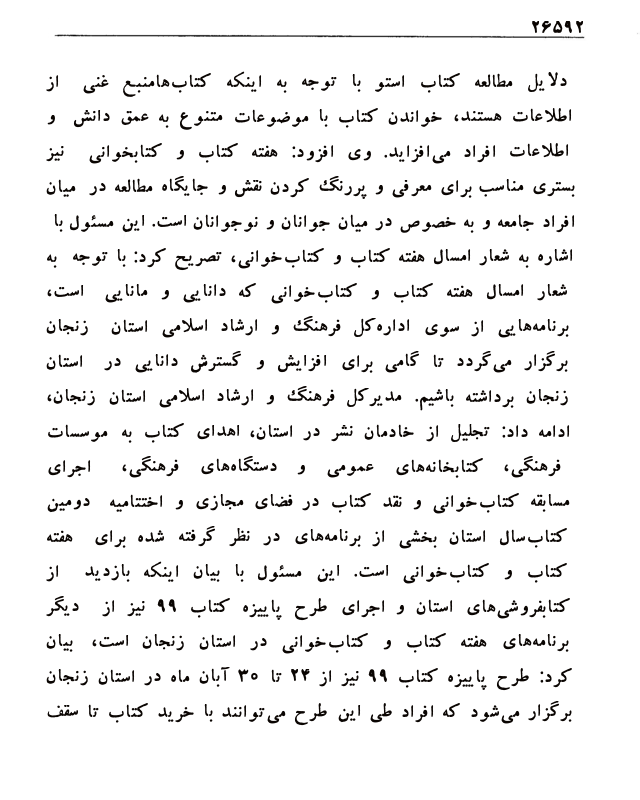 ۲۶۵۹۲
دلایل مطالعه کتاب استو با توجه به اینکه کتاب‌هامنبع غنی از
اطلاعات هستند، خواندن کتاب با موضوعات متنوع به عمق دانش و
اطلاعات افراد می‌افزاید. وی افزود: هفته کتاب و کتابخوانی نیز
بستری مناسب برای معرفی و پررنگ کردن نقش و جایگاه مطالعه در میان
افراد جامعه و به خصوص در میان جوانان و نوجوانان است. این مسئول با
اشاره به شعار امسال هفته کتاب و کتاب‌خوانی، تصریح کرد: با توجه به
شعار امسال هفته کتاب و کتاب‌خوانی که دانایی و مانایی است،
برنامه‌هایی از سوی اداره‌کل فرهنگ و ارشاد اسلامی استان زنجان
برگزار می‌گردد تا گامی برای افزایش و گسترش دانایی در استان
زنجان برداشته باشیم. مدیرکل فرهنگ و ارشاد اسلامی استان زنجان،
ادامه داد: تجلیل از خادمان نشر در استان، اهدای کتاب به موسسات
فرهنگی، کتابخانه‌های عمومی و دستگاه‌های فرهنگی، اجرای
مسابقه کتاب‌خوانی و نقد کتاب در فضای مجازی و اختتامیه دومین
کتاب‌سال استان بخشی از برنامه‌های در نظر گرفته شده برای هفته
کتاب و کتاب‌خوانی است. این مسئول با بیان اینکه بازدید از
کتابفروشی‌های استان و اجرای طرح پاییزه کتاب ۹۹ نیز از دیگر
برنامه‌های هفته کتاب و کتاب‌خوانی در استان زنجان است، بیان
کرد: طرح پاییزه کتاب ۹۹ نیز از ۲۴ تا ۳۰ آبان ماه در استان زنجان
برگزار می‌شود که افراد طی این طرح می‌توانند با خرید کتاب تا سقف